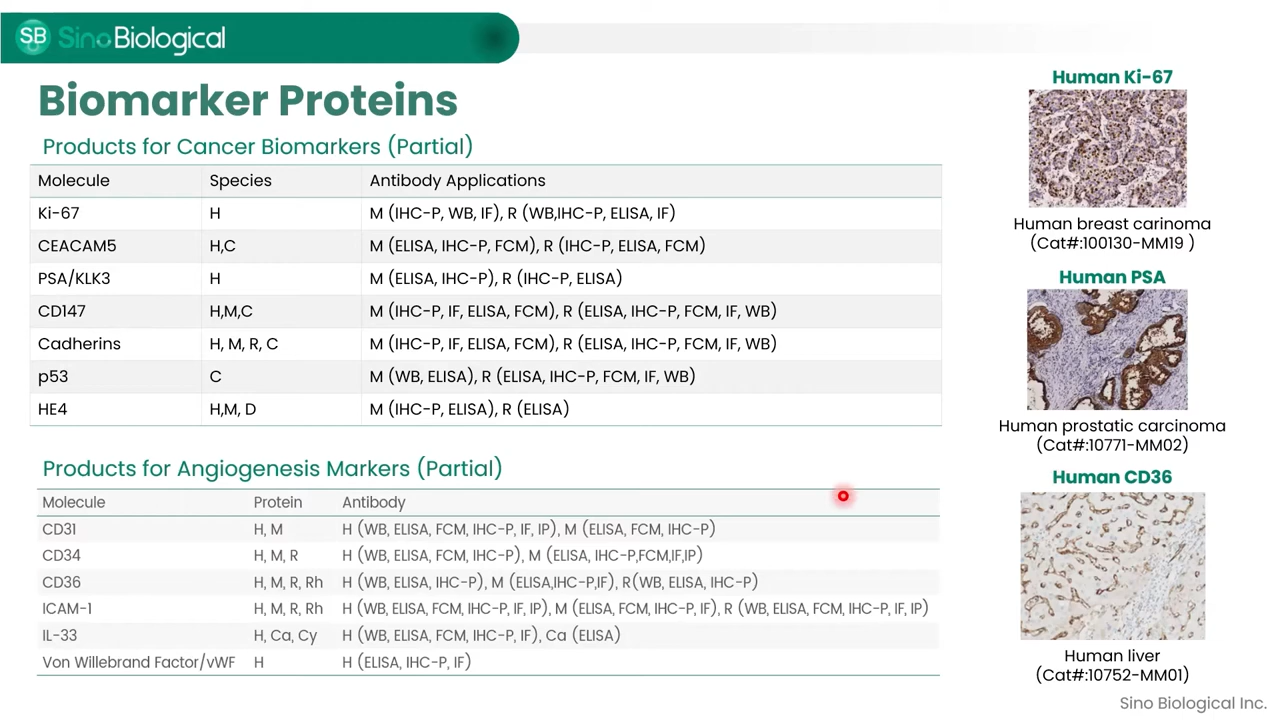 SB SinoBiological
Biomarker Proteins
Products for Cancer Biomarkers (Partial)
Molecule Species Antibody Applications
Ki-67 H M (IHC-P, WB, IF), R (WB,IHC-P, ELISA, IF)
CEACAM5 H,C M (ELISA, IHC-P, FCM), R (IHC-P, ELISA, FCM)
PSA/KLK3 H M (ELISA, IHC-P), R (IHC-P, ELISA)
CD147 H,M,C M (IHC-P, IF, ELISA, FCM), R (ELISA, IHC-P, FCM, IF, WB)
Cadherins H, M, R, C M (IHC-P, IF, ELISA, FCM), R (ELISA, IHC-P, FCM, IF, WB)
p53 C M (WB, ELISA), R (ELISA, IHC-P, FCM, IF, WB)
HE4 H,M, D M (IHC-P, ELISA), R (ELISA)
Products for Angiogenesis Markers (Partial)
Molecule Protein Antibody
CD31 H, M H (WB, ELISA, FCM, IHC-P, IF, IP), M (ELISA, FCM, IHC-P)
CD34 H, M, R H (WB, ELISA, FCM, IHC-P), M (ELISA, IHC-P,FCM,IF,IP)
CD36 H, M, R, Rh H (WB, ELISA, IHC-P), M (ELISA,IHC-P,IF), R(WB, ELISA, IHC-P)
ICAM-1 H, M, R, Rh H (WB, ELISA, FCM, IHC-P, IF, IP), M (ELISA, FCM, IHC-P, IF), R (WB, ELISA, FCM, IHC-P, IF, IP)
IL-33 H, Ca, Cy H (WB, ELISA, FCM, IHC-P, IF), Ca (ELISA)
Von Willebrand Factor/vWF H H (ELISA, IHC-P, IF)
Human Ki-67
Human breast carinoma
(Cat#:100130-MM19 )
Human PSA
Human prostatic carcinoma
(Cat#:10771-MM02)
Human CD36
Human liver
(Cat#:10752-MM01)
Sino Biological Inc.